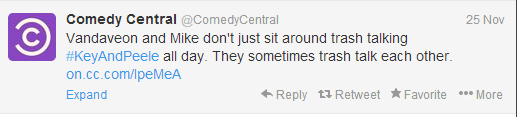 Comedy Central @ComedyCentral 25 Nov
Vandaveon and Mike don't just sit around trash talking
#KeyAndPeele all day. They sometimes trash talk each other.
on.cc.com/IpeMeA
Expand Reply Retweet Favorite More